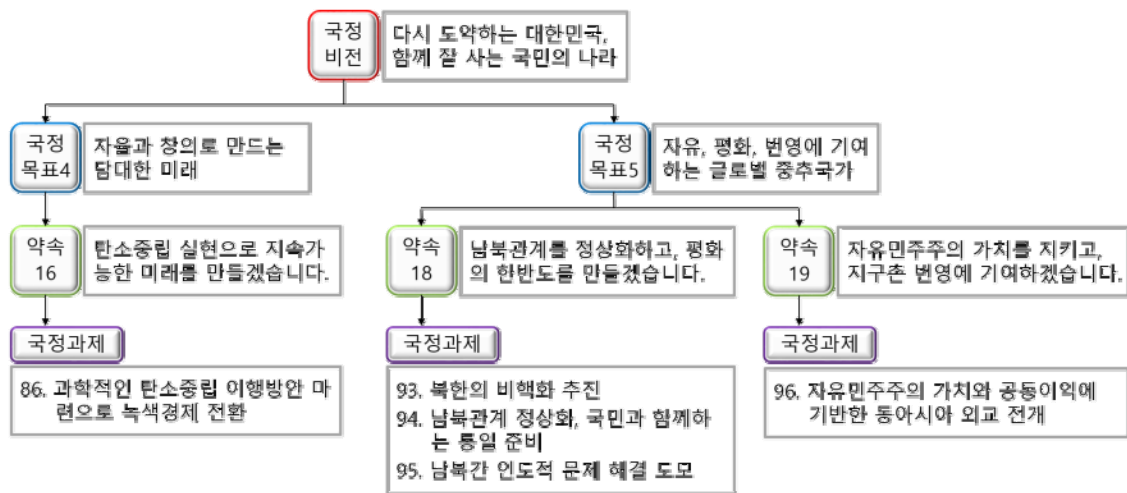 국정
비전
다시 도약하는 대한민국,
함께 잘 사는 국민의 나라
국정
목표4
자율과 창의로 만드는
담대한 미래
국정
목표5
자유, 평화, 번영에 기여
하는 글로벌 중추국가
약속
16
탄소중립 실현으로 지속가
능한 미래를 만들겠습니다.
약속
18
남북관계를 정상화하고, 평화
의 한반도를 만들겠습니다.
약속
19
자유민주주의 가치를 지키고,
지구촌 번영에 기여하겠습니다.
국정과제
86. 과학적인 탄소중립 이행방안 마
련으로 녹색경제 전환
국정과제
93. 북한의 비핵화 추진
94. 남북관계 정상화, 국민과 함께하
는 통일 준비
95. 남북간 인도적 문제 해결 도모
국정과제
96. 자유민주주의 가치와 공동이익에
기반한 동아시아 외교 전개